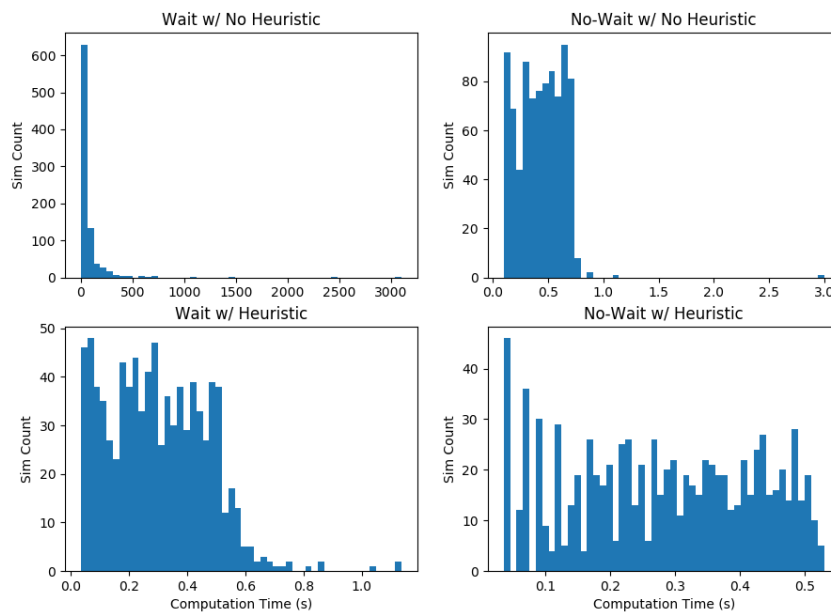 Wait w/ No Heuristic
600
500
400
300
200
100
0
Sim Count
0 500 1000 1500 2000 2500 3000
No-Wait w/ No Heuristic
80
60
40
20
0
Sim Count
0.0 0.5 1.0 1.5 2.0 2.5 3.0
Wait w/ Heuristic
50
40
30
20
10
0
Sim Count
0.0 0.2 0.4 0.6 0.8 1.0
Computation Time (s)
No-Wait w/ Heuristic
40
30
20
10
0
Sim Count
0.1 0.2 0.3 0.4 0.5
Computation Time (s)